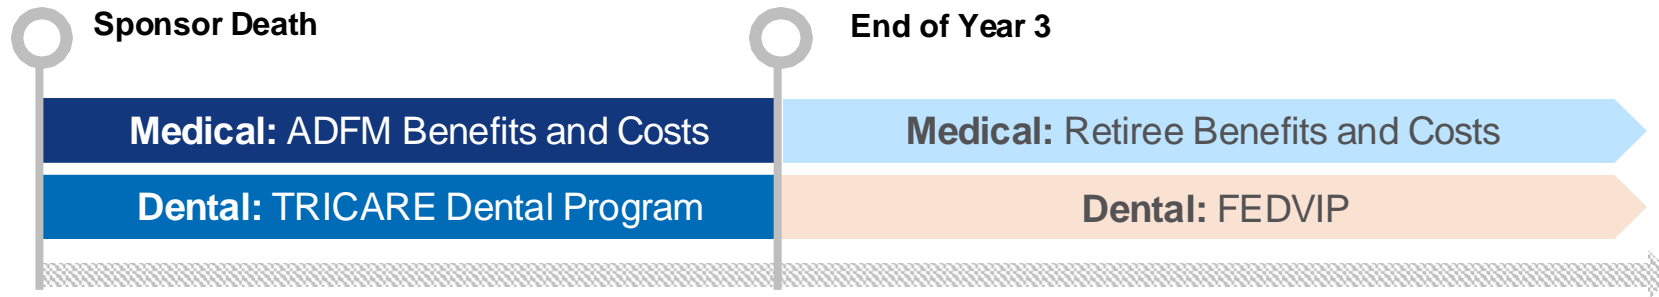 Sponsor Death
End of Year 3
Medical: ADFM Benefits and Costs
Medical: Retiree Benefits and Costs
Dental: TRICARE Dental Program
Dental: FEDVIP